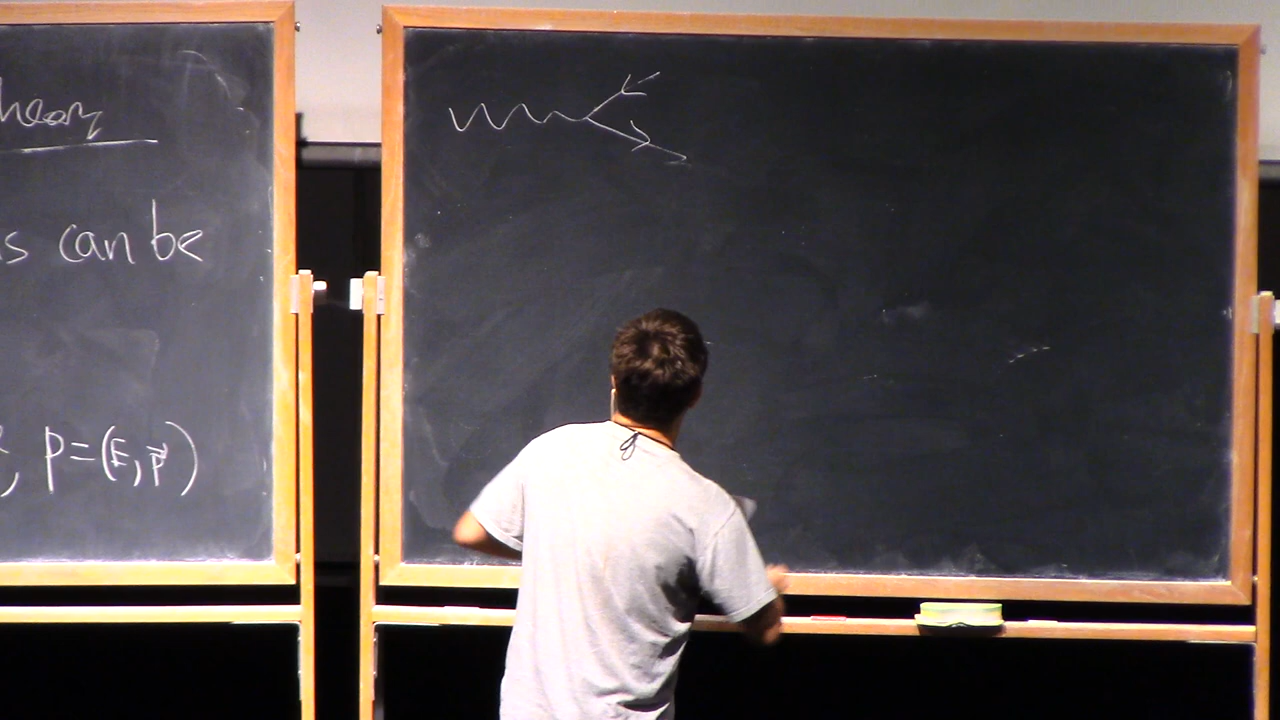 heory
s can be
, p=(E,p⃗)